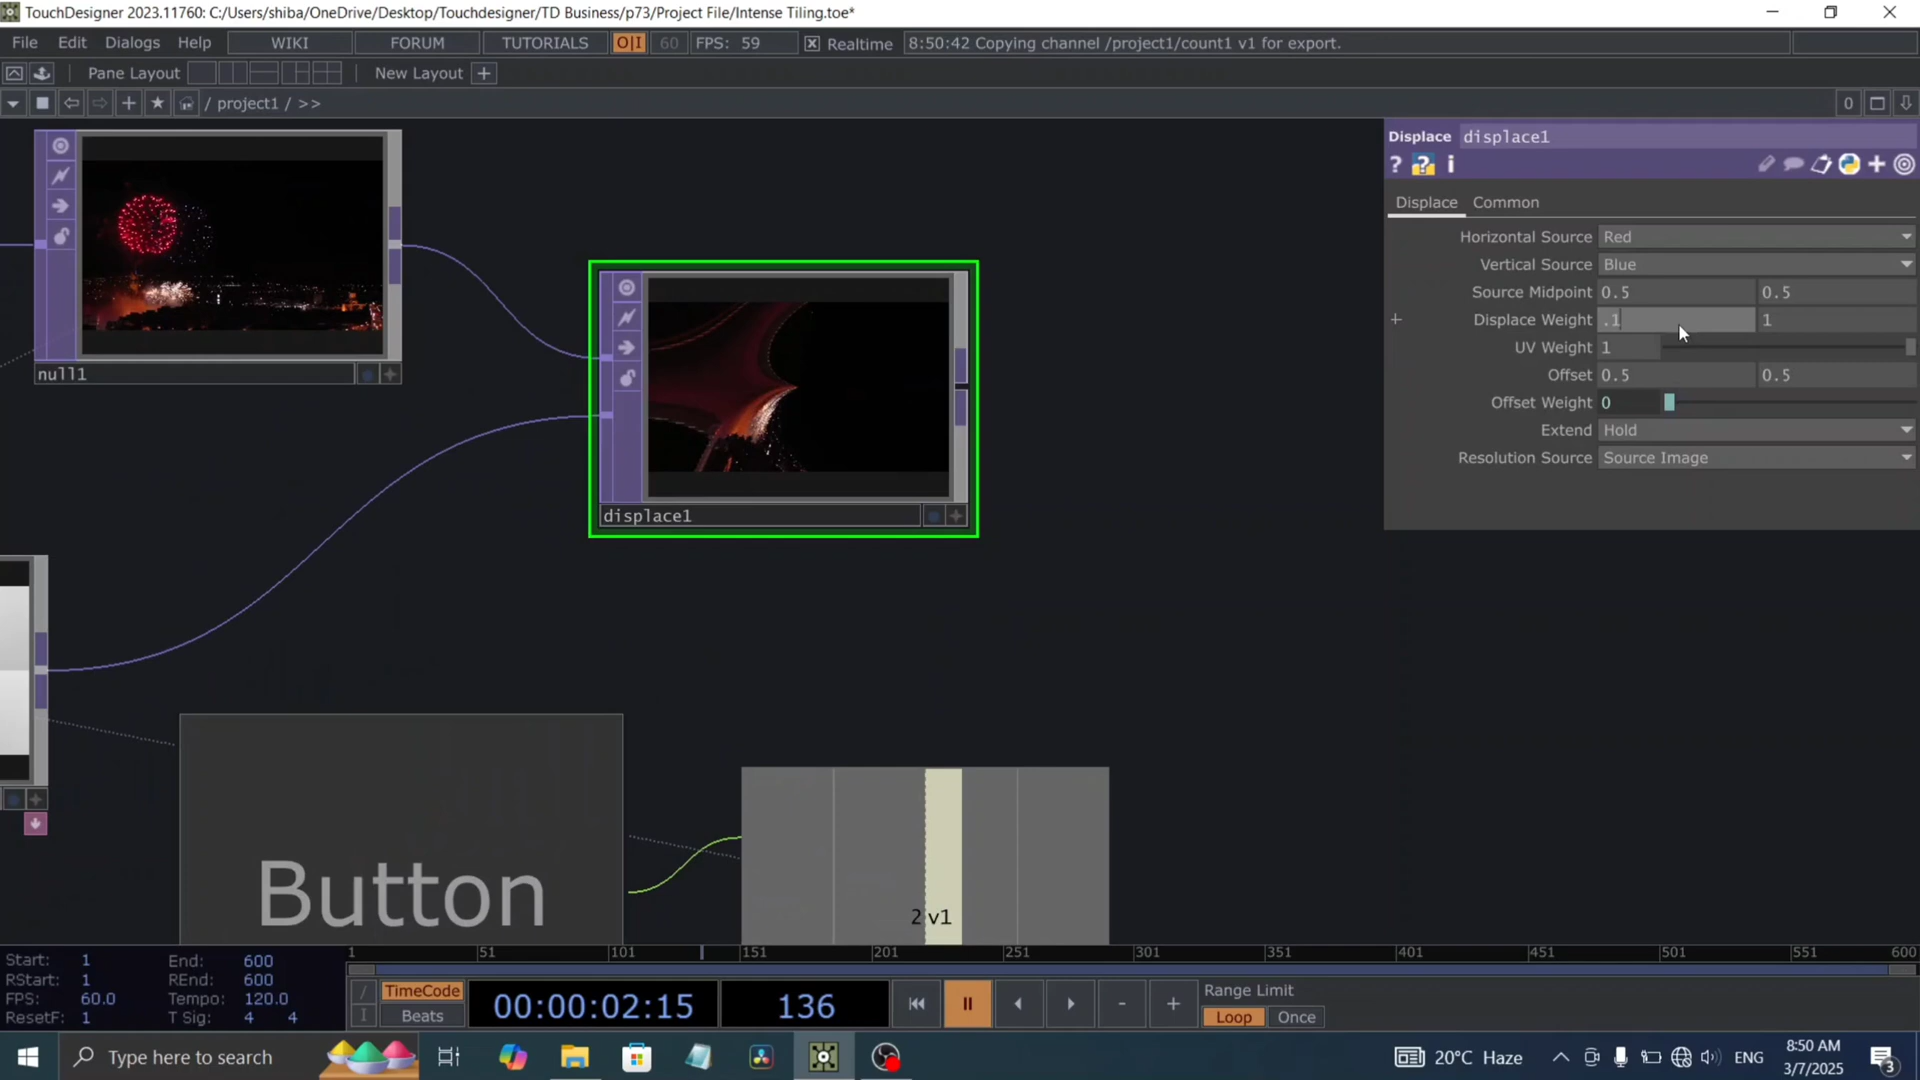 TouchDesigner 2023.11760: C:/Users/shiba/OneDrive/Desktop/Touchdesigner/TD Business/p73/Project File/Intense Tiling.toe*
File Edit Dialogs Help WIKI FORUM TUTORIALS O|I 60 FPS: 59 Realtime 8:50:42 Copying channel /project1/count1 v1 for export.
Pane Layout New Layout +
/ project1 / >> 0
Displace displace1
? ? i
Displace Common
Horizontal Source Red
Vertical Source Blue
Source Midpoint 0.5 0.5
+ Displace Weight .1 1
UV Weight 1
Offset 0.5 0.5
Offset Weight 0
Extend Hold
Resolution Source Source Image
null1
displace1
Button
2 v1
1 51 101 151 201 251 301 351 401 451 501 551 600
Start: 1 End: 600
RStart: 1 REnd: 600
FPS: 60.0 Tempo: 120.0
ResetF: 1 T Sig: 4 4
/ I
TimeCode
Beats
00:00:02:15 136
- +
Range Limit
Loop Once
Type here to search
20°C Haze
ENG
8:50 AM
3/7/2025
3